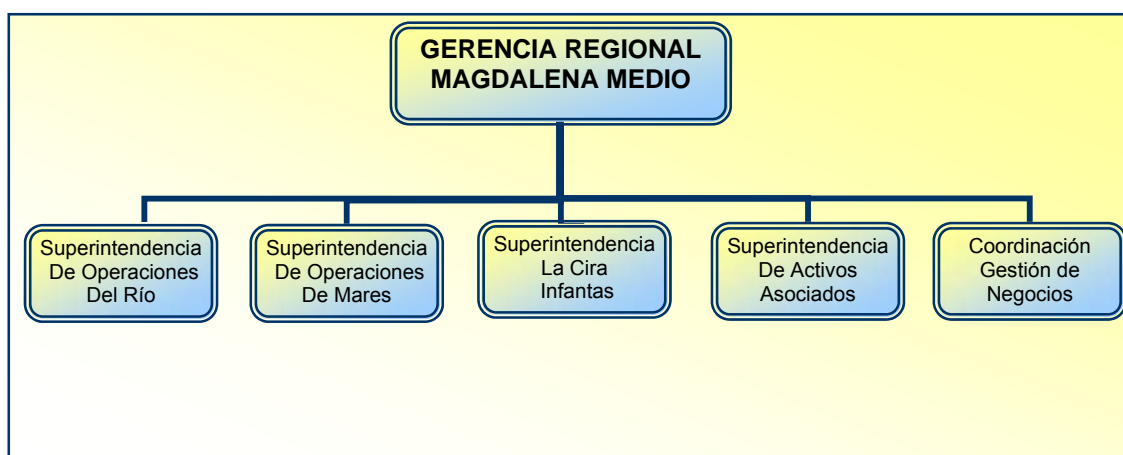 GERENCIA REGIONAL
MAGDALENA MEDIO
Superintendencia
De Operaciones
Del Río
Superintendencia
De Operaciones
De Mares
Superintendencia
La Cira
Infantas
Superintendencia
De Activos
Asociados
Coordinación
Gestión de
Negocios